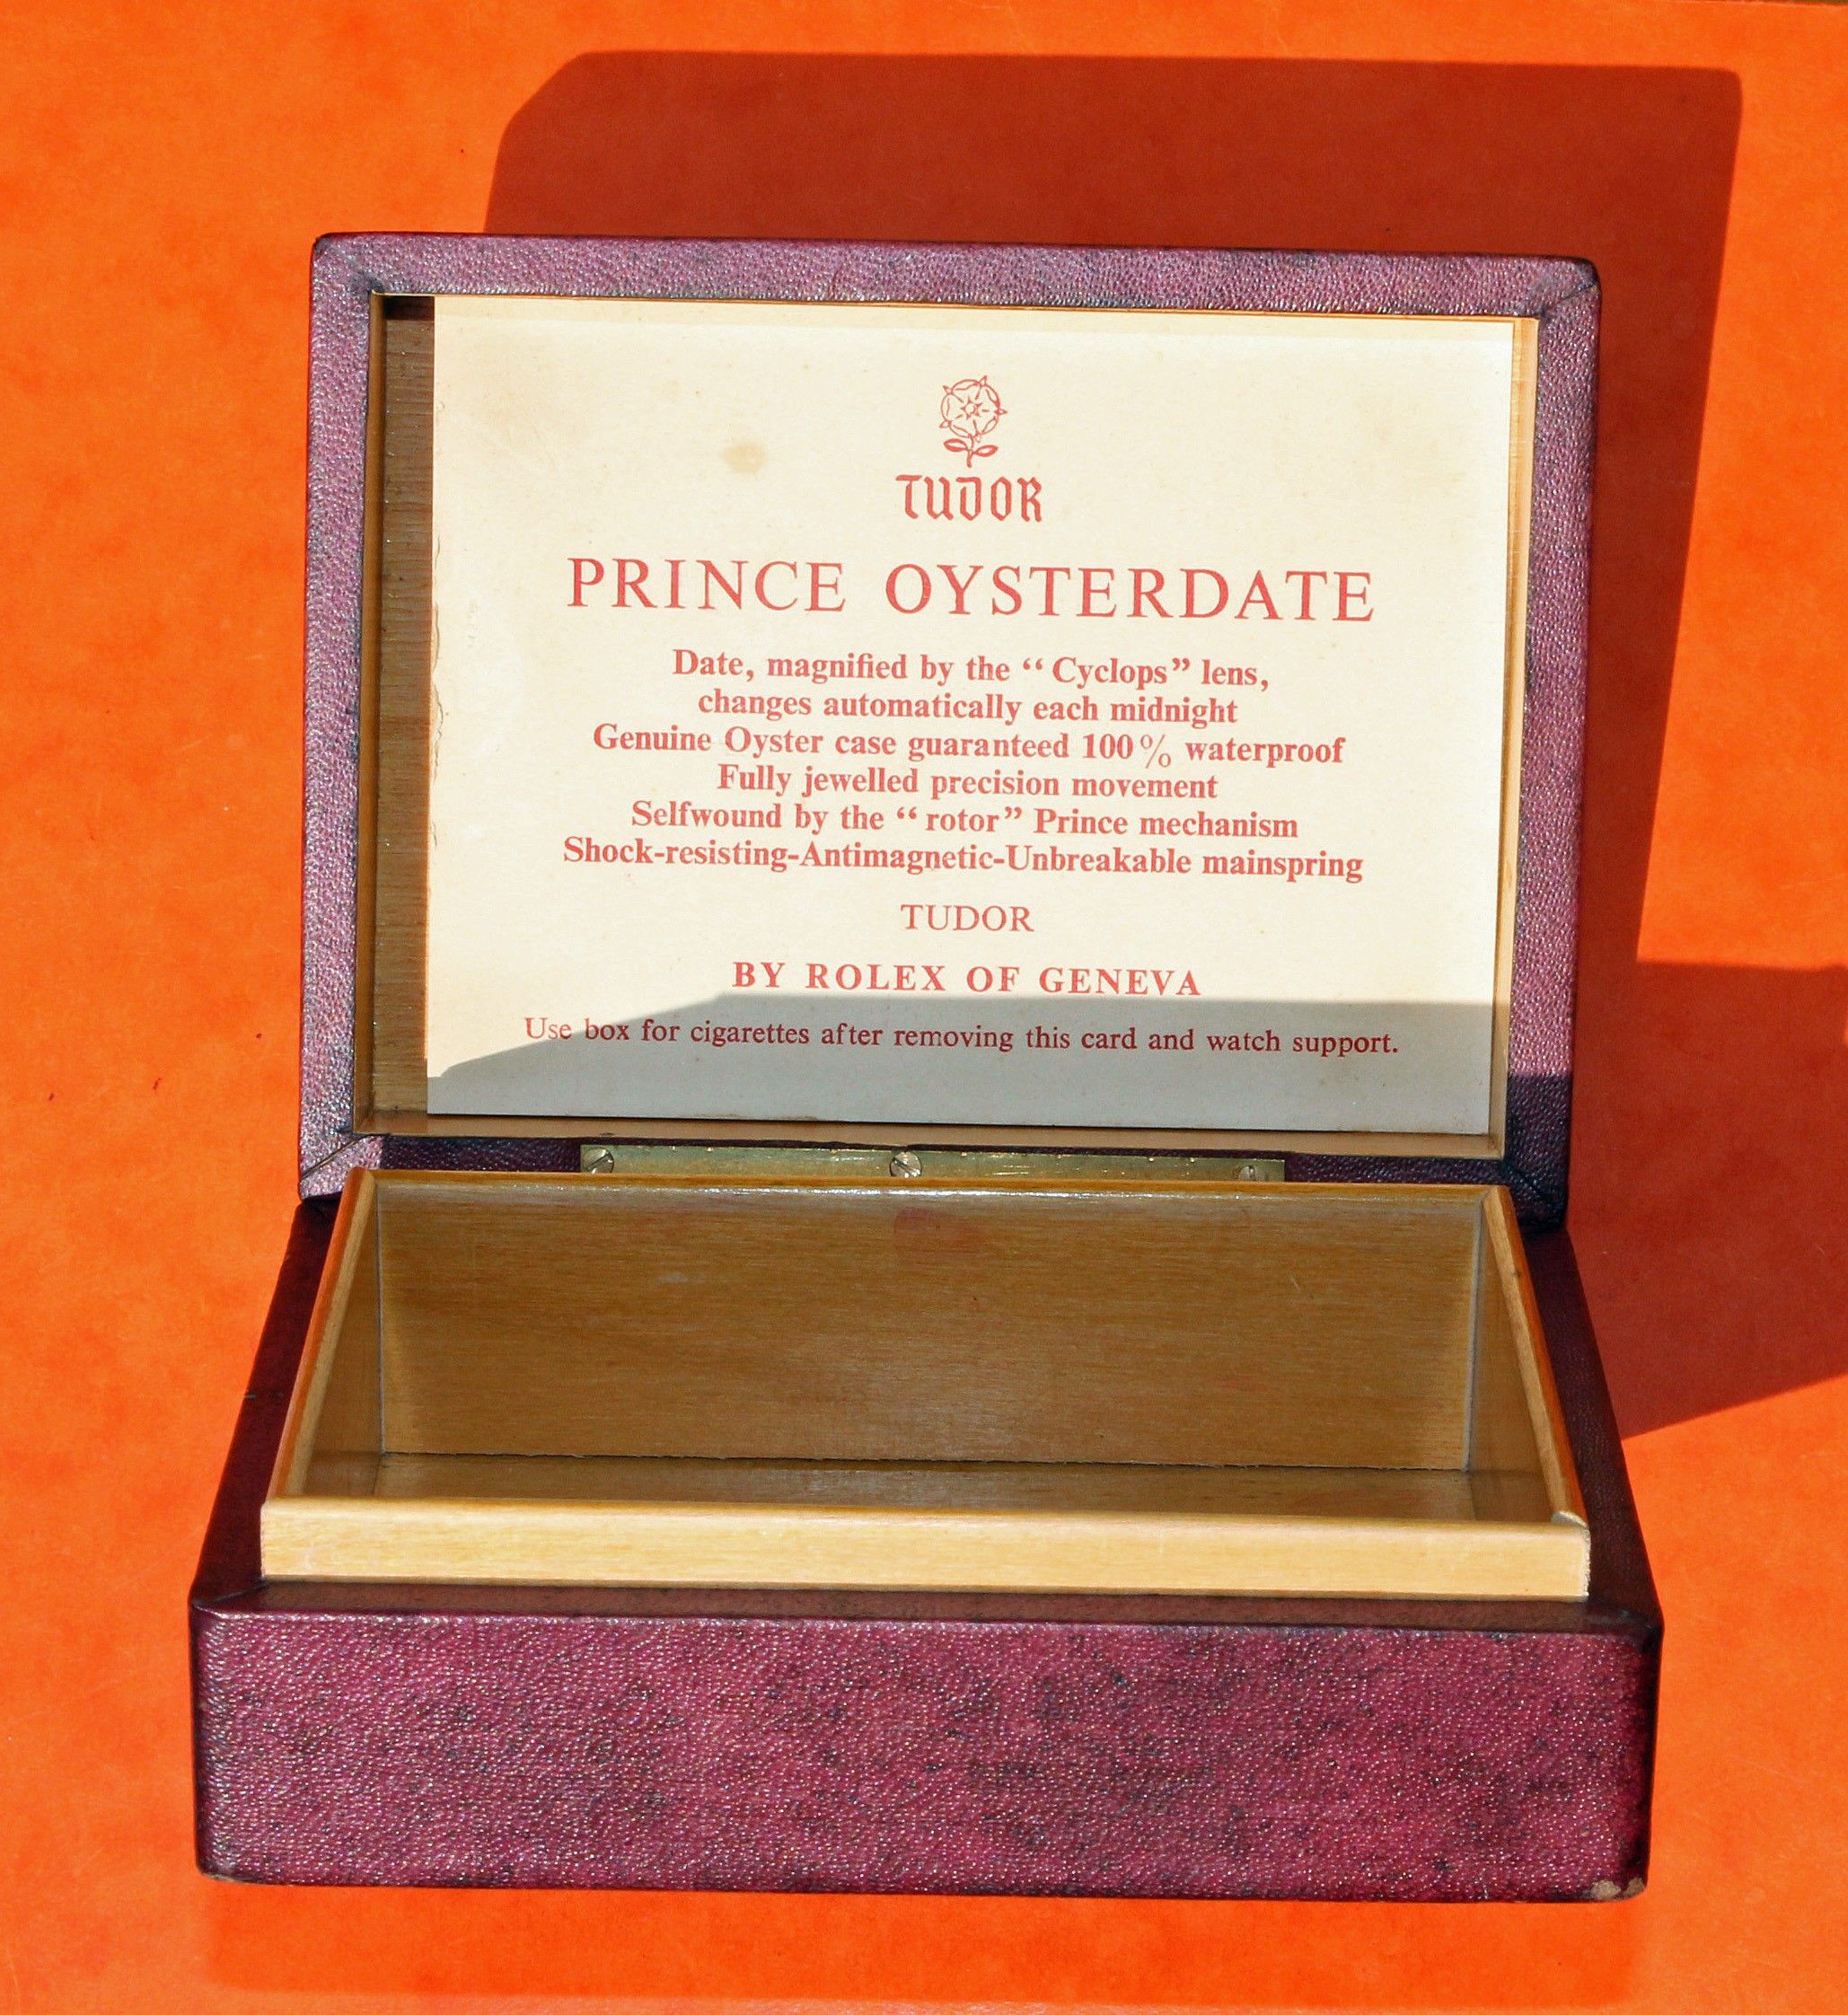 TUDOR
PRINCE OYSTERDATE
Date, magnified by the “Cyclops” lens,
changes automatically each midnight
Genuine Oyster case guaranteed 100% waterproof
Fully jewelled precision movement
Selfwound by the “rotor” Prince mechanism
Shock-resisting-Antimagnetic-Unbreakable mainspring
TUDOR
BY ROLEX OF GENEVA
Use box for cigarettes after removing this card and watch support.